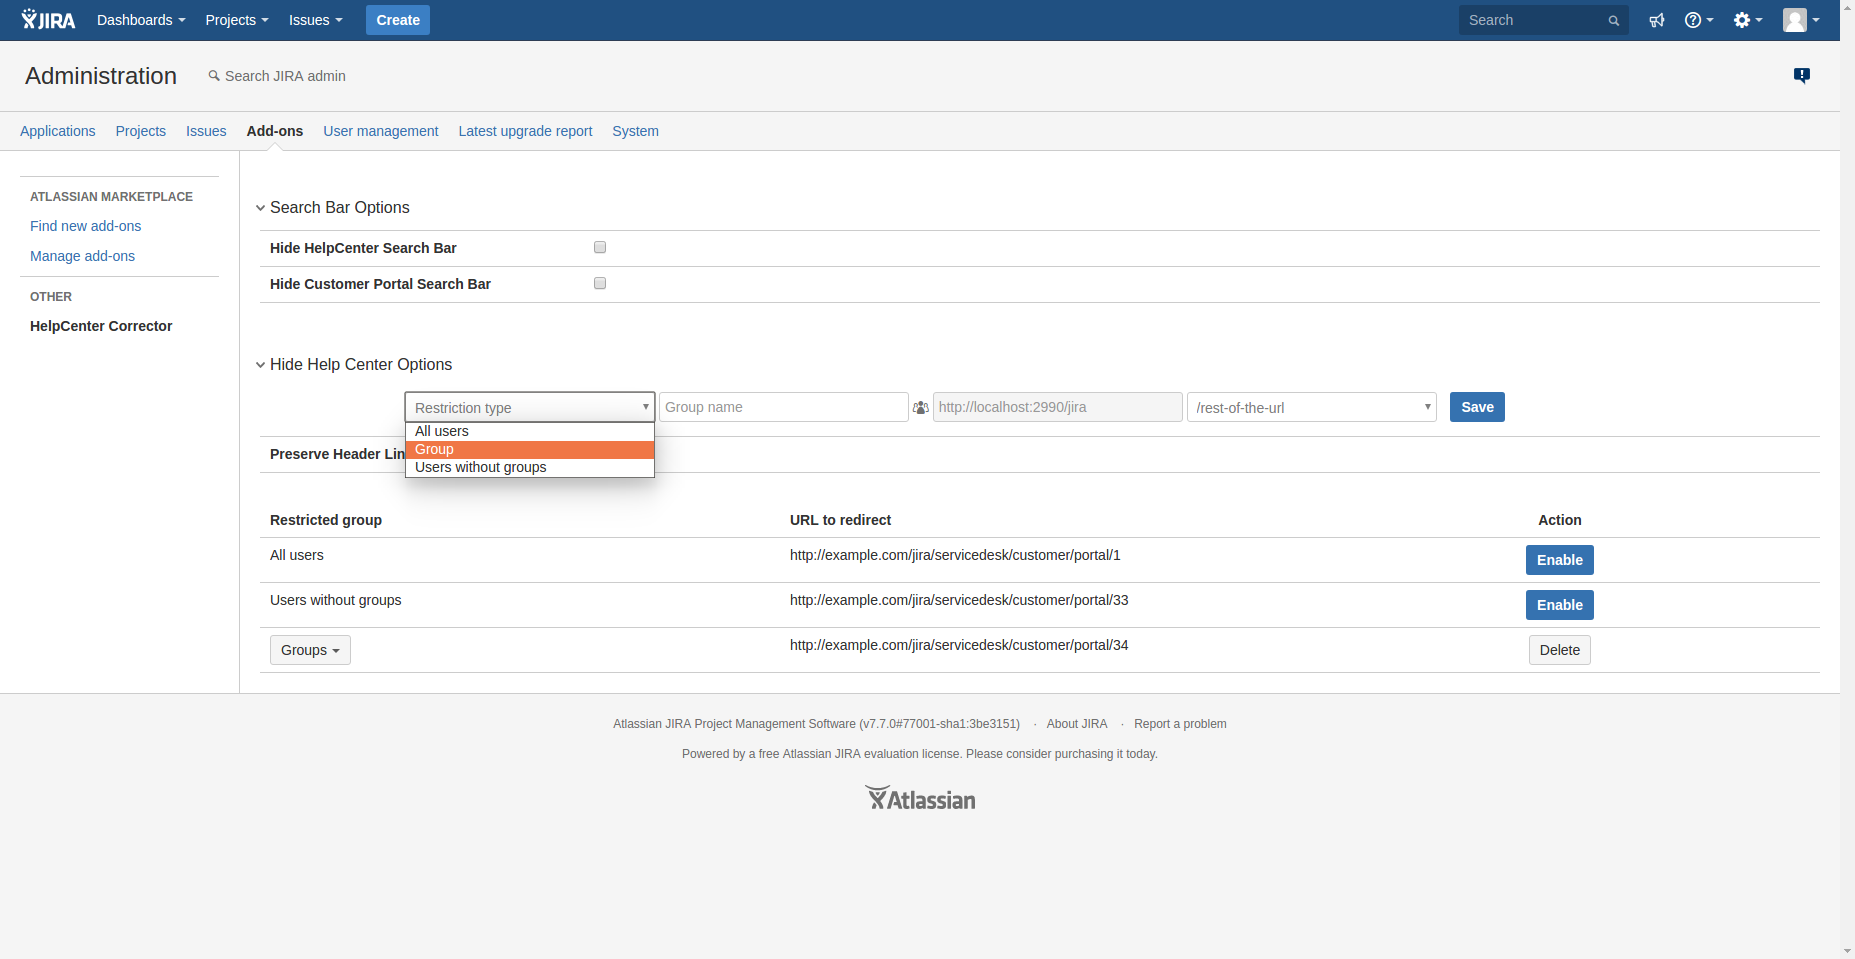 JIRA Dashboards Projects Issues Create Search
Administration Search JIRA admin
Applications Projects Issues Add-ons User management Latest upgrade report System
ATLASSIAN MARKETPLACE
Find new add-ons
Manage add-ons
OTHER
HelpCenter Corrector
Search Bar Options
Hide HelpCenter Search Bar
Hide Customer Portal Search Bar
Hide Help Center Options
Restriction type Group name http://localhost:2990/jira /rest-of-the-url Save
All users
Group
Users without groups
Preserve Header Lin
Restricted group URL to redirect Action
All users http://example.com/jira/servicedesk/customer/portal/1 Enable
Users without groups http://example.com/jira/servicedesk/customer/portal/33 Enable
Groups http://example.com/jira/servicedesk/customer/portal/34 Delete
Atlassian JIRA Project Management Software (v7.7.0#77001-sha1:3be3151) · About JIRA · Report a problem
Powered by a free Atlassian JIRA evaluation license. Please consider purchasing it today.
Atlassian